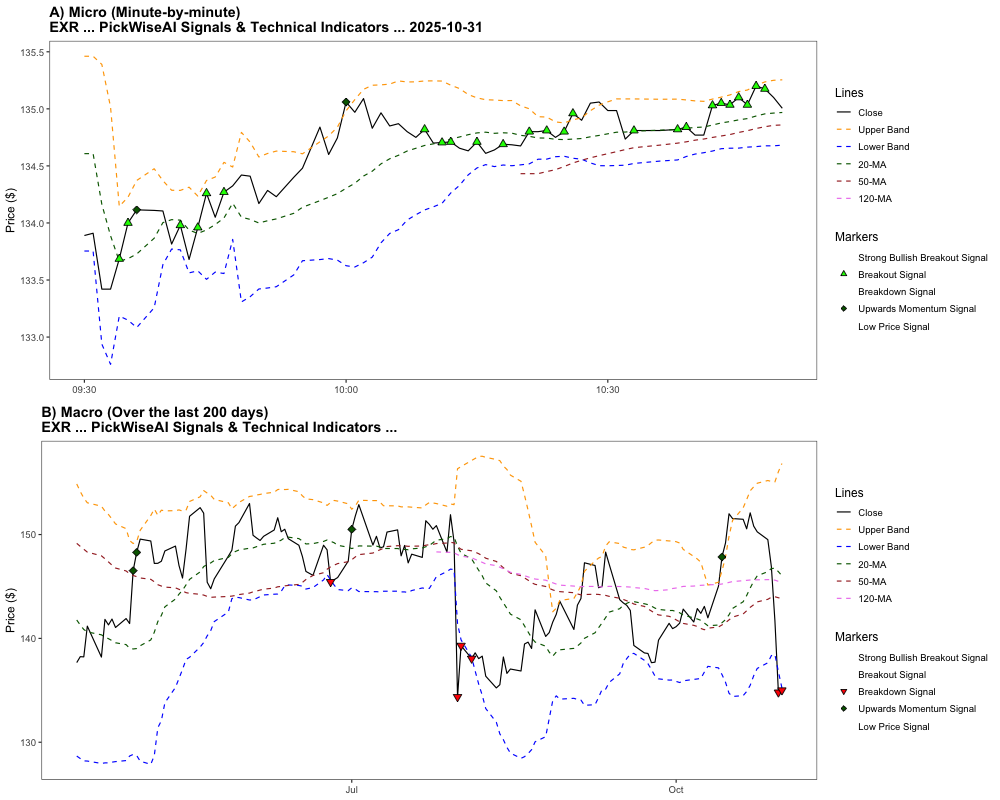 A) Micro (Minute-by-minute)
EXR ... PickWiseAI Signals & Technical Indicators ... 2025-10-31
135.5
135.0
134.5
134.0
133.5
133.0
Price ($)
09:30
10:00
10:30
Lines
Close
Upper Band
Lower Band
20-MA
50-MA
120-MA
Markers
Strong Bullish Breakout Signal
Breakout Signal
Breakdown Signal
Upwards Momentum Signal
Low Price Signal
B) Macro (Over the last 200 days)
EXR ... PickWiseAI Signals & Technical Indicators ...
150
140
130
Price ($)
Jul
Oct
Lines
Close
Upper Band
Lower Band
20-MA
50-MA
120-MA
Markers
Strong Bullish Breakout Signal
Breakout Signal
Breakdown Signal
Upwards Momentum Signal
Low Price Signal